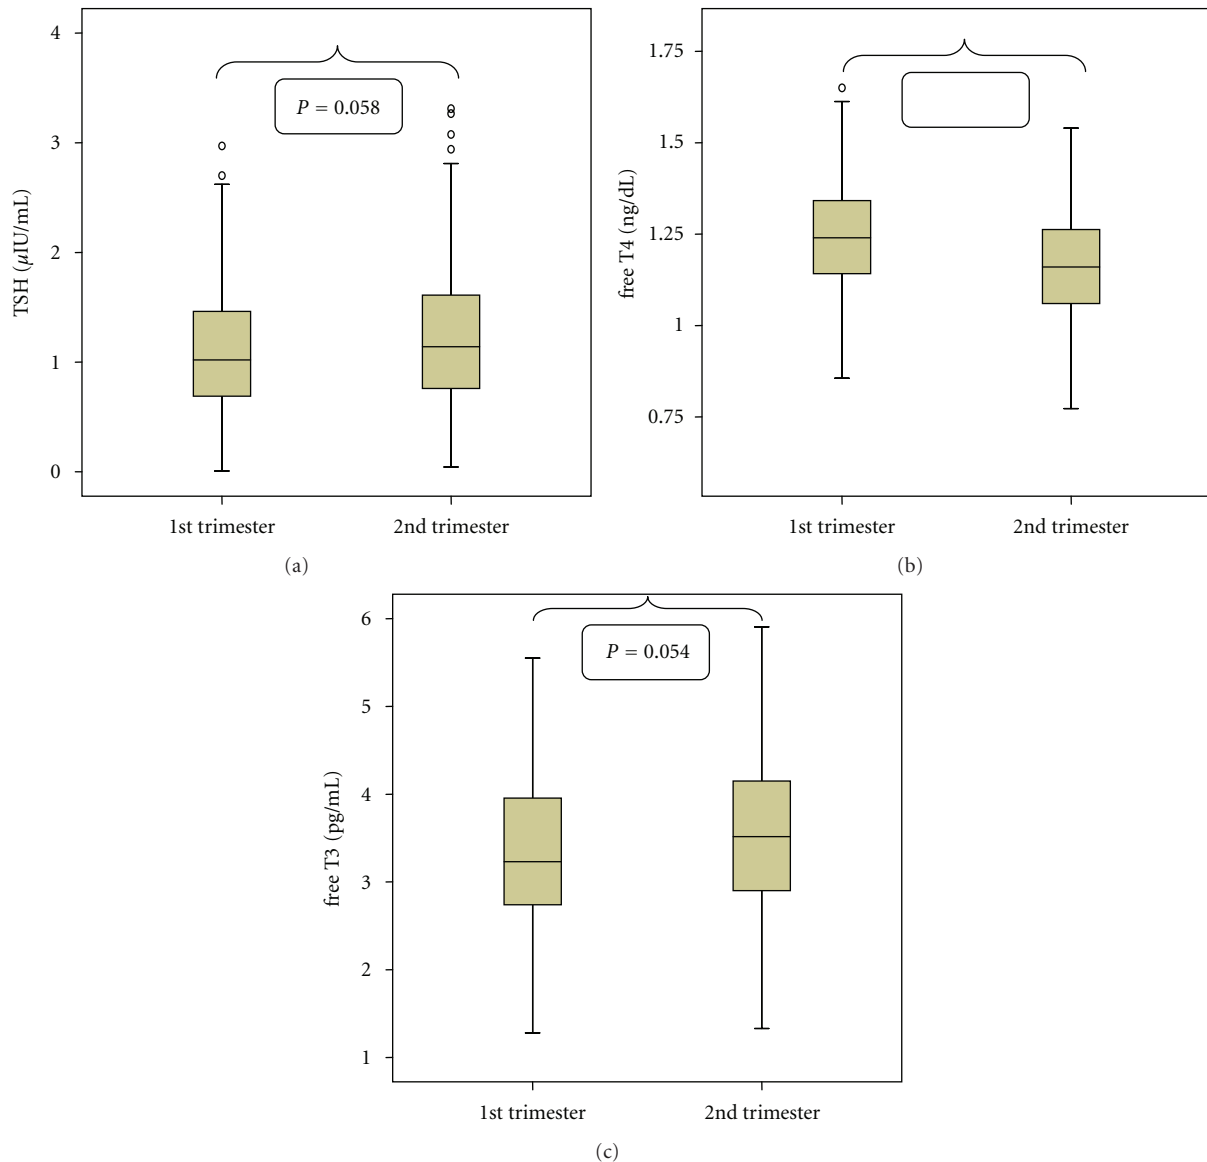 4
3
2
1
0
TSH (μIU/mL)
P = 0.058
1st trimester
2nd trimester
(a)
1.75
1.5
1.25
1
0.75
free T4 (ng/dL)
1st trimester
2nd trimester
(b)
6
5
4
3
2
1
free T3 (pg/mL)
P = 0.054
1st trimester
2nd trimester
(c)